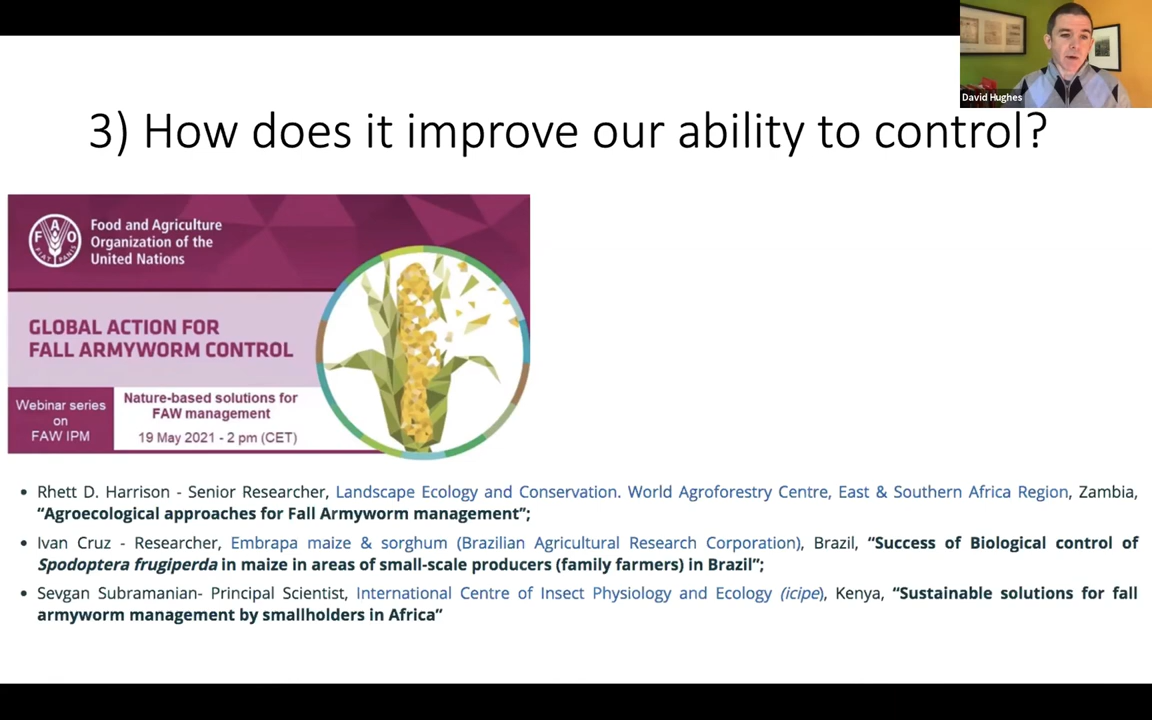 David Hughes
3) How does it improve our ability to control?
F A O
FIAT PANIS
Food and Agriculture
Organization of the
United Nations
GLOBAL ACTION FOR
FALL ARMYWORM CONTROL
Webinar series
on
FAW IPM
Nature-based solutions for
FAW management
19 May 2021 - 2 pm (CET)
• Rhett D. Harrison - Senior Researcher, Landscape Ecology and Conservation. World Agroforestry Centre, East & Southern Africa Region, Zambia,
“Agroecological approaches for Fall Armyworm management”;
• Ivan Cruz - Researcher, Embrapa maize & sorghum (Brazilian Agricultural Research Corporation), Brazil, “Success of Biological control of
Spodoptera frugiperda in maize in areas of small-scale producers (family farmers) in Brazil”;
• Sevgan Subramanian- Principal Scientist, International Centre of Insect Physiology and Ecology (icipe), Kenya, “Sustainable solutions for fall
armyworm management by smallholders in Africa”